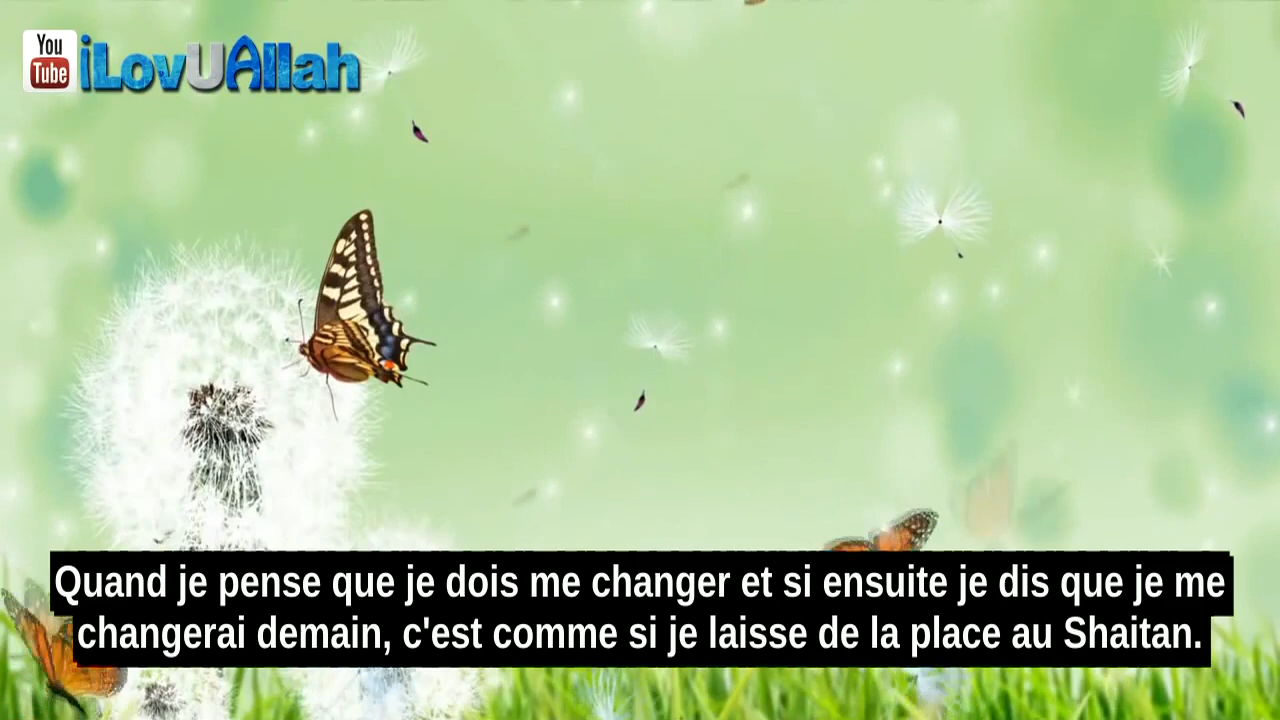 You
Tube
iLovUAllah
Quand je pense que je dois me changer et si ensuite je dis que je me
changerai demain, c'est comme si je laisse de la place au Shaitan.